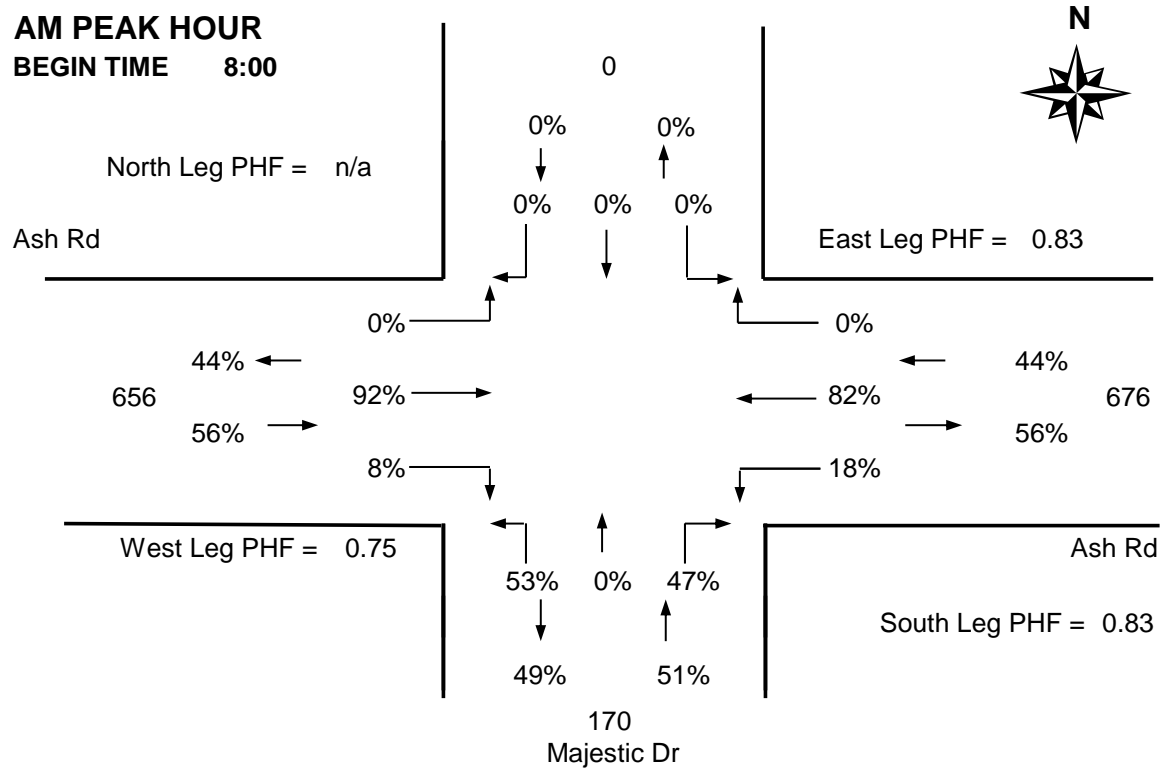 AM PEAK HOUR
N
BEGIN TIME 8:00
0
0% 0%
North Leg PHF = n/a
0% 0% 0%
Ash Rd
East Leg PHF = 0.83
0% 0%
44% 44%
656 92% 82% 676
56% 56%
8% 18%
West Leg PHF = 0.75
Ash Rd
53% 0% 47%
South Leg PHF = 0.83
49% 51%
170
Majestic Dr